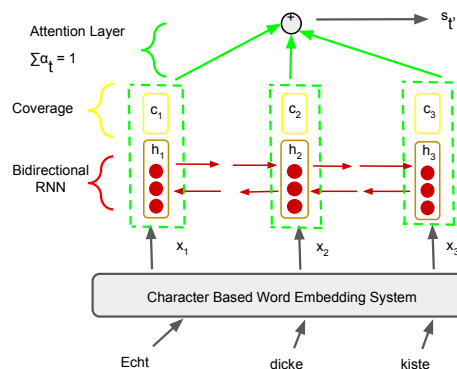 Attention Layer
∑α_t = 1
+
s_t'
Coverage
c_1 c_2 c_3
h_1 h_2 h_3
Bidirectional
RNN
x_1 x_2 x_3
Character Based Word Embedding System
Echt dicke kiste